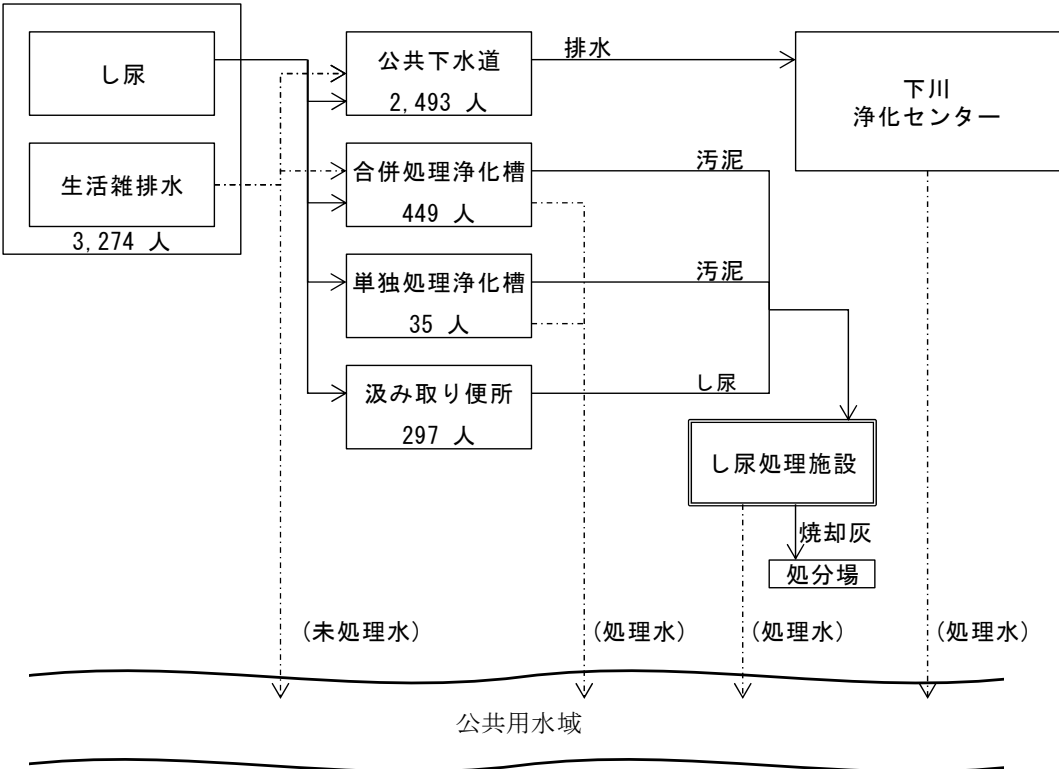 し尿
生活雑排水
3,274 人
公共下水道
2,493 人
合併処理浄化槽
449 人
単独処理浄化槽
35 人
汲み取り便所
297 人
排水
汚泥
汚泥
し尿
下川
浄化センター
し尿処理施設
焼却灰
処分場
(未処理水)
(処理水)
(処理水)
(処理水)
公共用水域